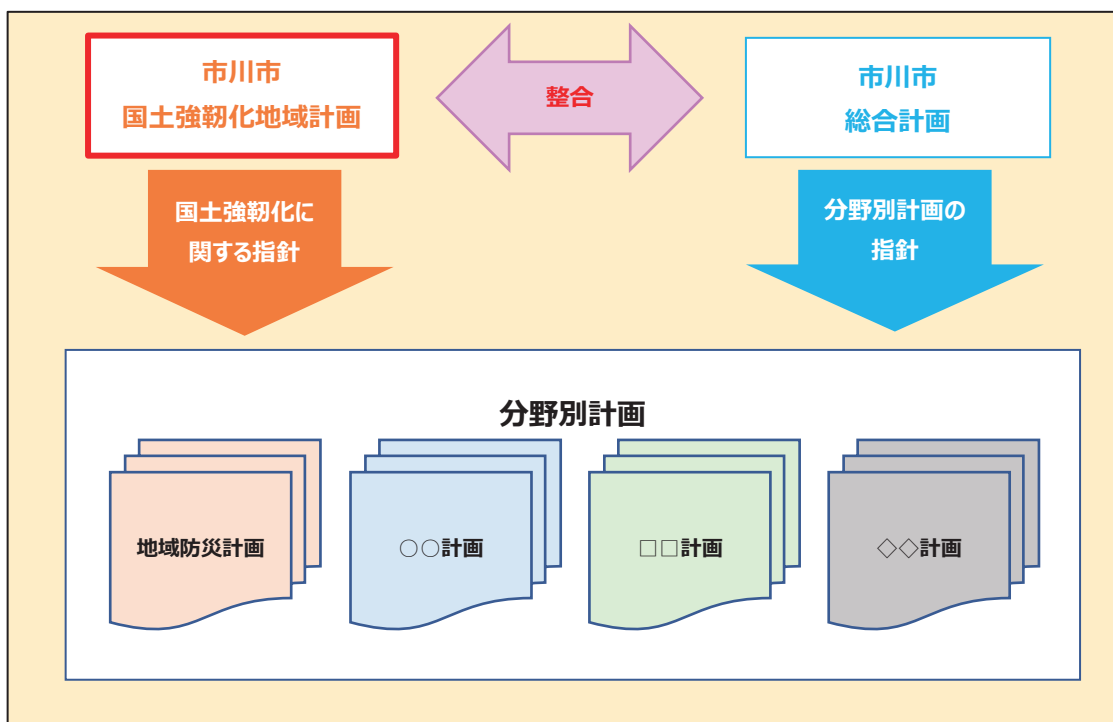 市川市
国土強靭化地域計画
整合
市川市
総合計画
国土強靭化に
関する指針
分野別計画の
指針
分野別計画
地域防災計画
○○計画
□□計画
◇◇計画